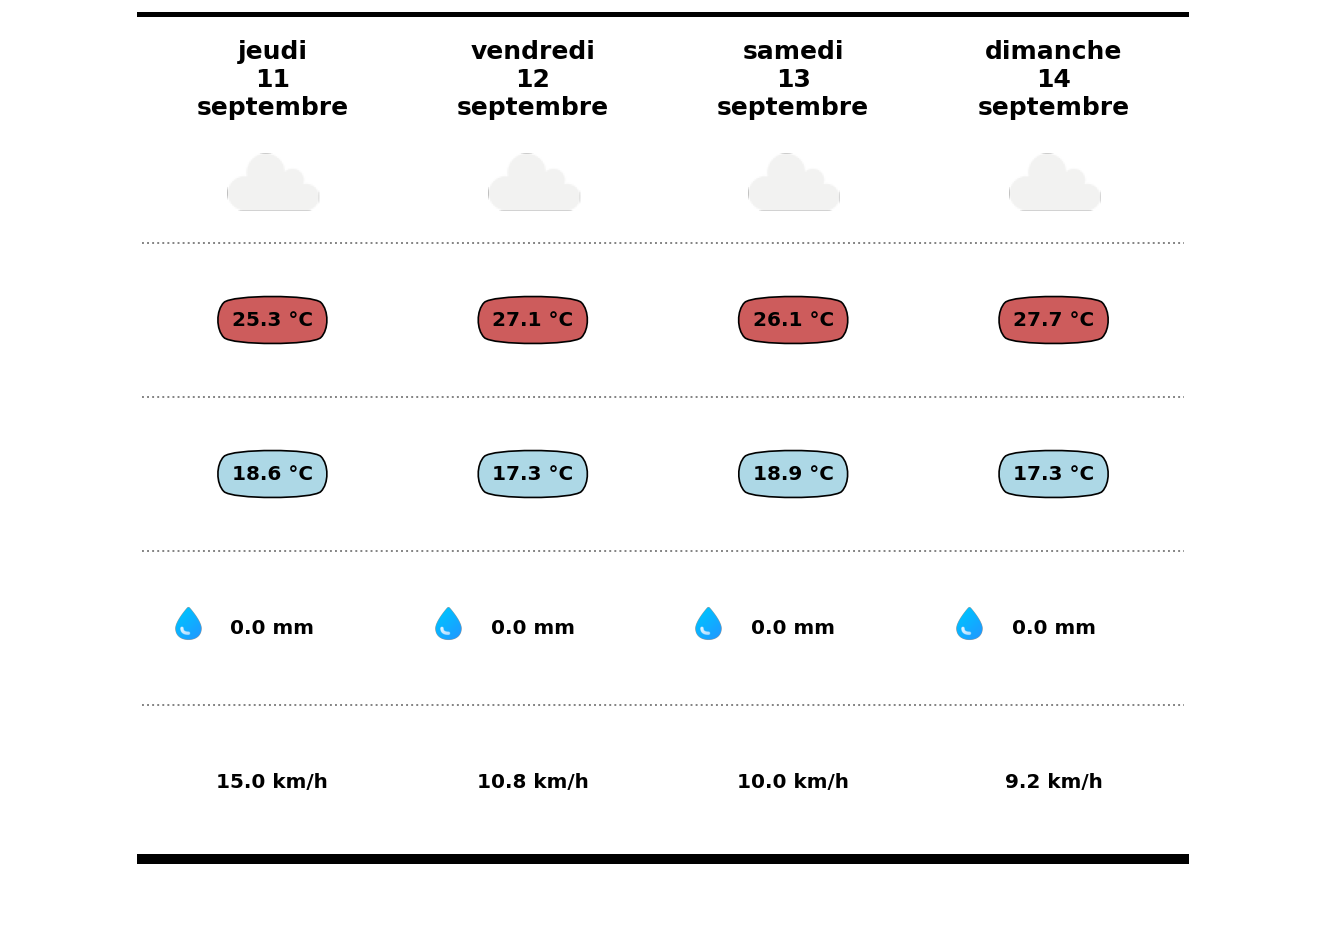 jeudi
11
septembre
vendredi
12
septembre
samedi
13
septembre
dimanche
14
septembre
25.3 °C
27.1 °C
26.1 °C
27.7 °C
18.6 °C
17.3 °C
18.9 °C
17.3 °C
0.0 mm
0.0 mm
0.0 mm
0.0 mm
15.0 km/h
10.8 km/h
10.0 km/h
9.2 km/h